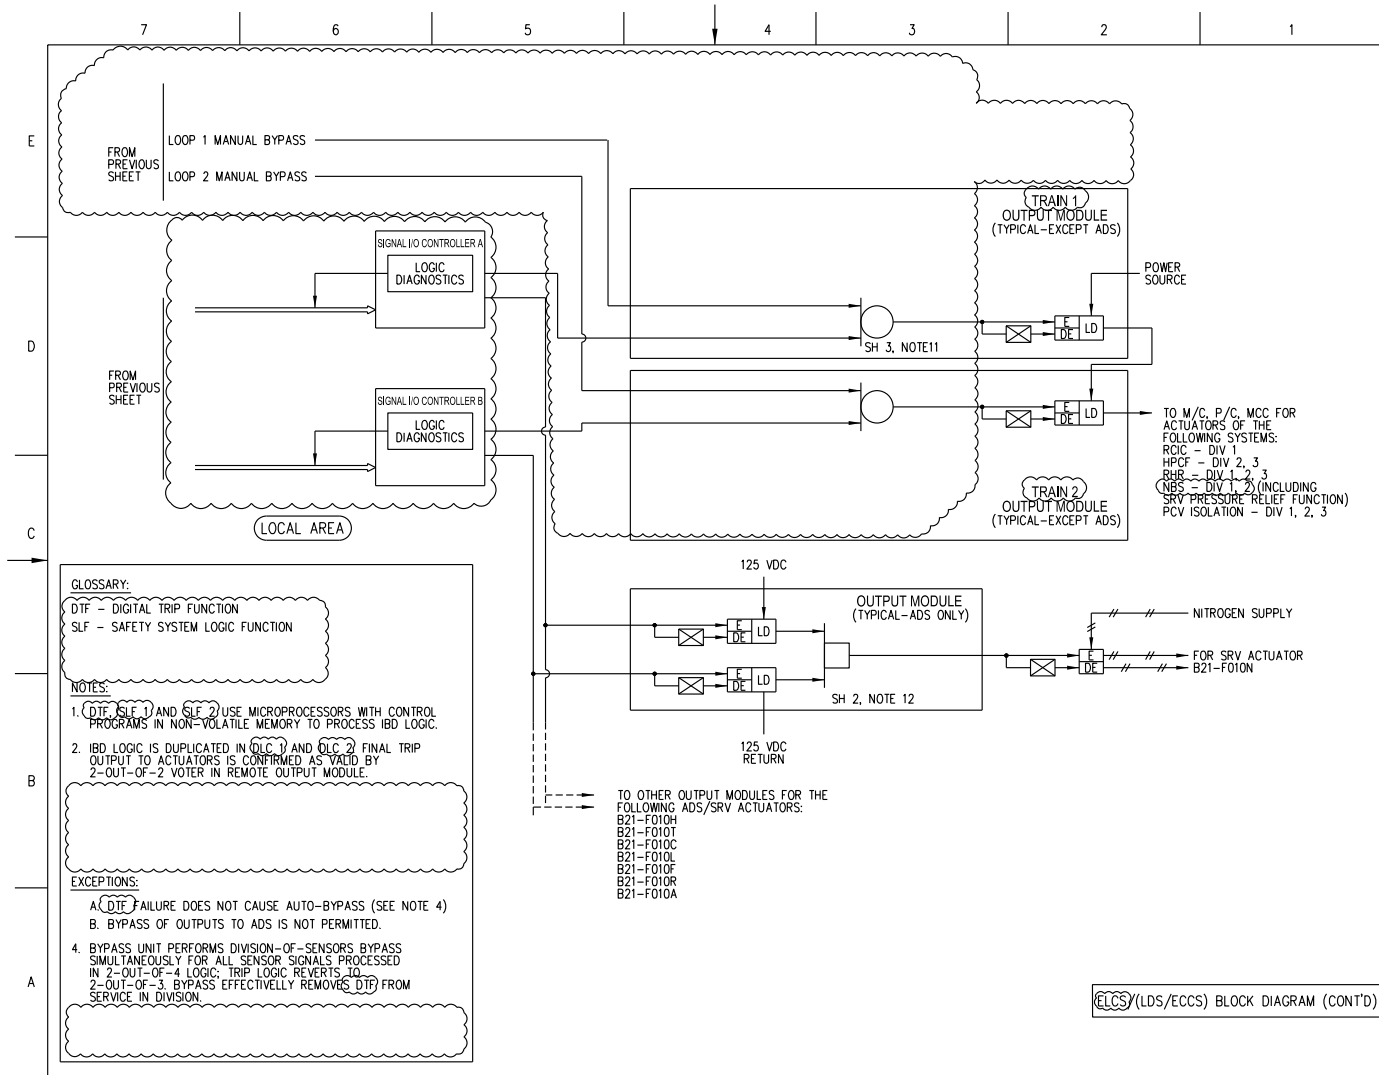 7 6 5 4 3 2 1
E
D
C
B
A
FROM
PREVIOUS
SHEET
LOOP 1 MANUAL BYPASS
LOOP 2 MANUAL BYPASS
TRAIN 1
OUTPUT MODULE
(TYPICAL-EXCEPT ADS)
SIGNAL I/O CONTROLLER A
LOGIC
DIAGNOSTICS
POWER
SOURCE
E
DE
LD
SH 3, NOTE11
FROM
PREVIOUS
SHEET
SIGNAL I/O CONTROLLER B
LOGIC
DIAGNOSTICS
E
DE
LD
TO M/C, P/C, MCC FOR
ACTUATORS OF THE
FOLLOWING SYSTEMS:
RCIC - DIV 1
HPCF - DIV 2, 3
RHR - DIV 1, 2, 3
NBS - DIV 1, 2 (INCLUDING
SRV PRESSURE RELIEF FUNCTION)
PCV ISOLATION - DIV 1, 2, 3
TRAIN 2
OUTPUT MODULE
(TYPICAL-EXCEPT ADS)
LOCAL AREA
125 VDC
OUTPUT MODULE
(TYPICAL-ADS ONLY)
E
DE
LD
E
DE
LD
SH 2, NOTE 12
125 VDC
RETURN
NITROGEN SUPPLY
E
DE
FOR SRV ACTUATOR
B21-F010N
TO OTHER OUTPUT MODULES FOR THE
FOLLOWING ADS/SRV ACTUATORS:
B21-F010H
B21-F010T
B21-F010C
B21-F010L
B21-F010F
B21-F010R
B21-F010A
GLOSSARY:
DTF - DIGITAL TRIP FUNCTION
SLF - SAFETY SYSTEM LOGIC FUNCTION
NOTES:
1. DTF, SLF 1 AND SLF 2 USE MICROPROCESSORS WITH CONTROL
PROGRAMS IN NON-VOLATILE MEMORY TO PROCESS IBD LOGIC.
2. IBD LOGIC IS DUPLICATED IN DLC 1 AND DLC 2, FINAL TRIP
OUTPUT TO ACTUATORS IS CONFIRMED AS VALID BY
2-OUT-OF-2 VOTER IN REMOTE OUTPUT MODULE.
EXCEPTIONS:
A. DTF FAILURE DOES NOT CAUSE AUTO-BYPASS (SEE NOTE 4)
B. BYPASS OF OUTPUTS TO ADS IS NOT PERMITTED.
4. BYPASS UNIT PERFORMS DIVISION-OF-SENSORS BYPASS
SIMULTANEOUSLY FOR ALL SENSOR SIGNALS PROCESSED
IN 2-OUT-OF-4 LOGIC; TRIP LOGIC REVERTS TO
2-OUT-OF-3. BYPASS EFFECTIVELLY REMOVES DTF FROM
SERVICE IN DIVISION.
ELCS/(LDS/ECCS) BLOCK DIAGRAM (CONT'D)